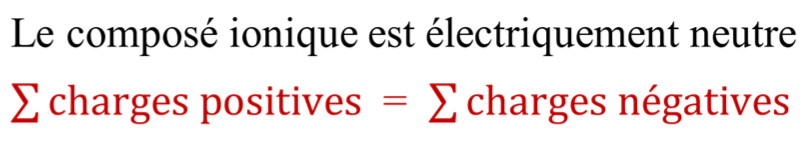 Le composé ionique est électriquement neutre
∑ charges positives = ∑ charges négatives